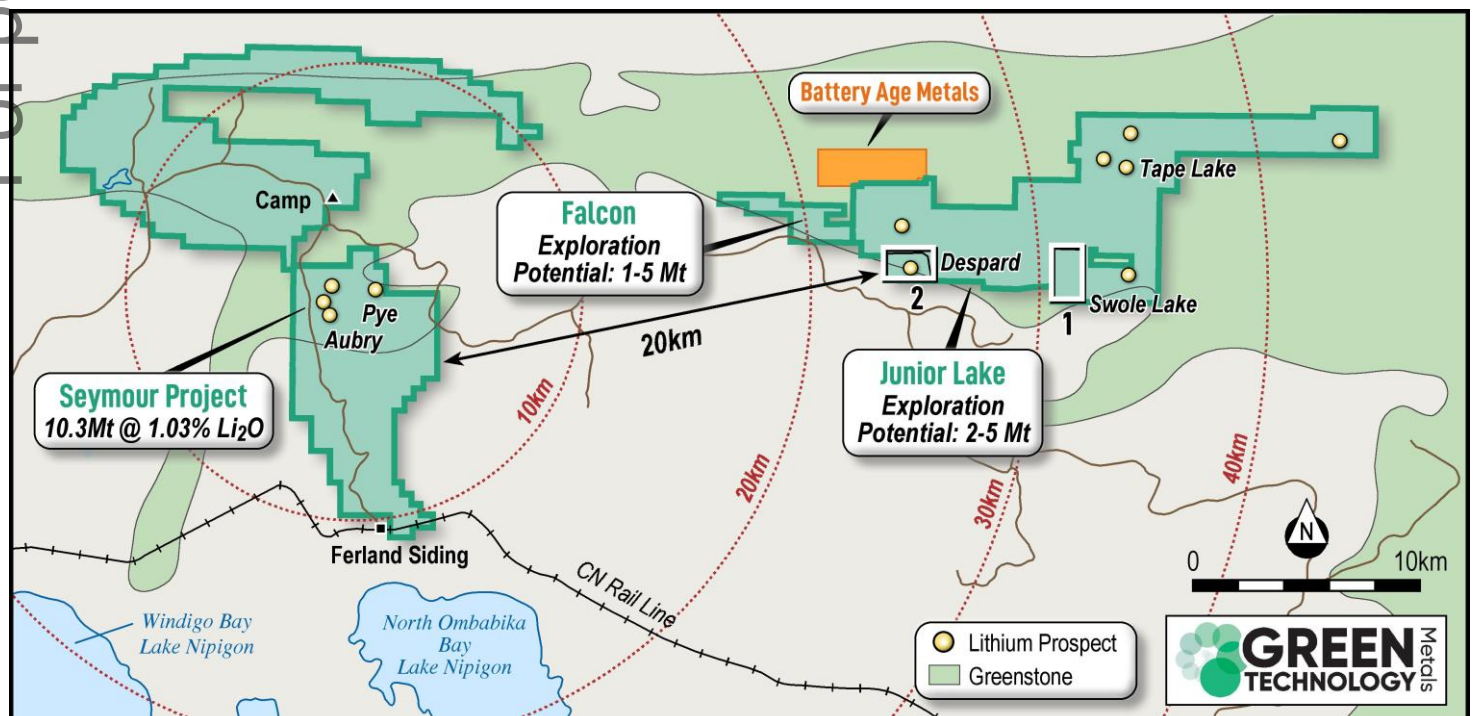 Battery Age Metals
Camp
Falcon
Exploration
Potential: 1-5 Mt
Tape Lake
Despard
2
Swole Lake
1
Pye
Aubry
20km
Seymour Project
10.3Mt @ 1.03% Li₂O
10km
Junior Lake
Exploration
Potential: 2-5 Mt
20km
30km
40km
Ferland Siding
CN Rail Line
N
0
10km
Windigo Bay
Lake Nipigon
North Ombabika
Bay
Lake Nipigon
Lithium Prospect
Greenstone
GREEN
TECHNOLOGY
Metals